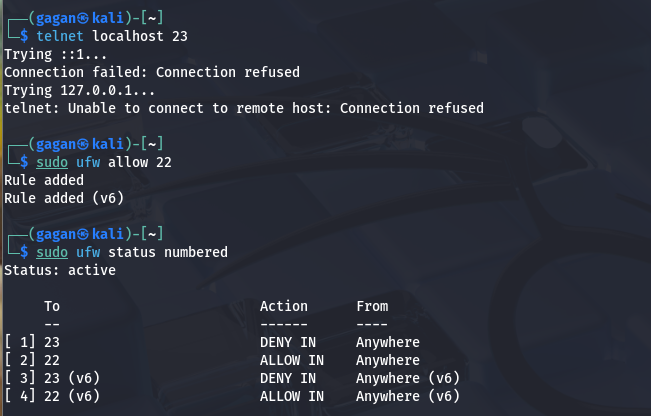 ┌──(gagan㉿kali)-[~]
└─$ telnet localhost 23
Trying ::1...
Connection failed: Connection refused
Trying 127.0.0.1...
telnet: Unable to connect to remote host: Connection refused
┌──(gagan㉿kali)-[~]
└─$ sudo ufw allow 22
Rule added
Rule added (v6)
┌──(gagan㉿kali)-[~]
└─$ sudo ufw status numbered
Status: active
     To                         Action      From
     --                         ------      ----
[ 1] 23                         DENY IN     Anywhere
[ 2] 22                         ALLOW IN    Anywhere
[ 3] 23 (v6)                    DENY IN     Anywhere (v6)
[ 4] 22 (v6)                    ALLOW IN    Anywhere (v6)